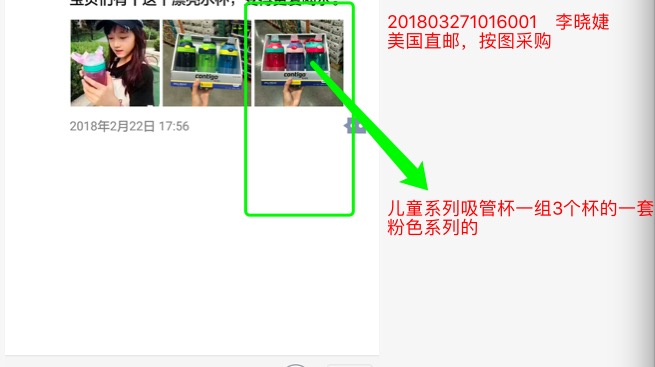 201803271016001 李晓婕
美国直邮，按图采购
contigo
contigo
2018年2月22日 17:56
儿童系列吸管杯一组3个杯的一套
粉色系列的